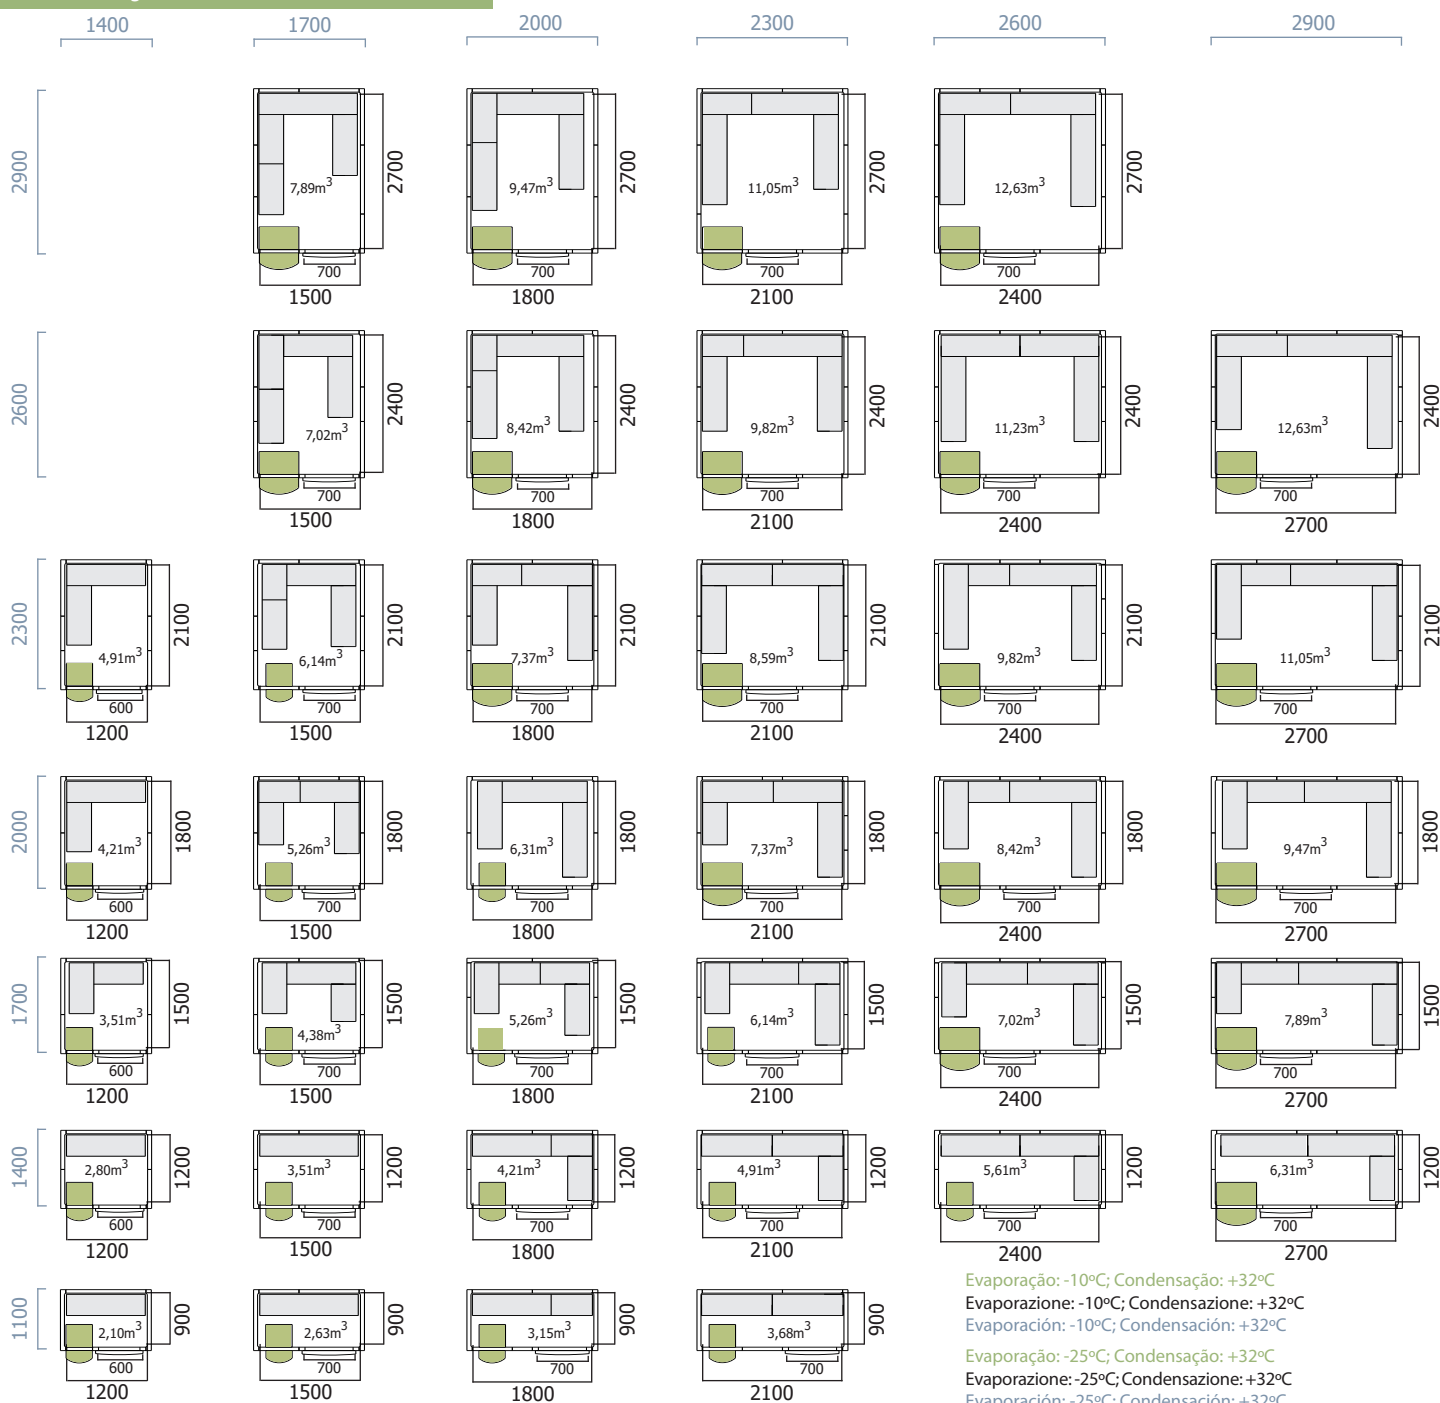 1400 1700 2000 2300 2600 2900
2900
7,89m³ 2700 700 1500
9,47m³ 2700 700 1800
11,05m³ 2700 700 2100
12,63m³ 2700 700 2400
2600
7,02m³ 2400 700 1500
8,42m³ 2400 700 1800
9,82m³ 2400 700 2100
11,23m³ 2400 700 2400
12,63m³ 2400 700 2700
2300
4,91m³ 2100 600 1200
6,14m³ 2100 700 1500
7,37m³ 2100 700 1800
8,59m³ 2100 700 2100
9,82m³ 2100 700 2400
11,05m³ 2100 700 2700
2000
4,21m³ 1800 600 1200
5,26m³ 1800 700 1500
6,31m³ 1800 700 1800
7,37m³ 1800 700 2100
8,42m³ 1800 700 2400
9,47m³ 1800 700 2700
1700
3,51m³ 1500 600 1200
4,38m³ 1500 700 1500
5,26m³ 1500 700 1800
6,14m³ 1500 700 2100
7,02m³ 1500 700 2400
7,89m³ 1500 700 2700
1400
2,80m³ 1200 600 1200
3,51m³ 1200 700 1500
4,21m³ 1200 700 1800
4,91m³ 1200 700 2100
5,61m³ 1200 700 2400
6,31m³ 1200 700 2700
1100
2,10m³ 900 600 1200
2,63m³ 900 700 1500
3,15m³ 900 700 1800
3,68m³ 900 700 2100
Evaporação: -10ºC; Condensação: +32ºC
Evaporazione: -10ºC; Condensazione: +32ºC
Evaporación: -10ºC; Condensación: +32ºC
Evaporação: -25ºC; Condensação: +32ºC
Evaporazione: -25ºC; Condensazione: +32ºC
Evaporación: -25ºC; Condensación: +32ºC